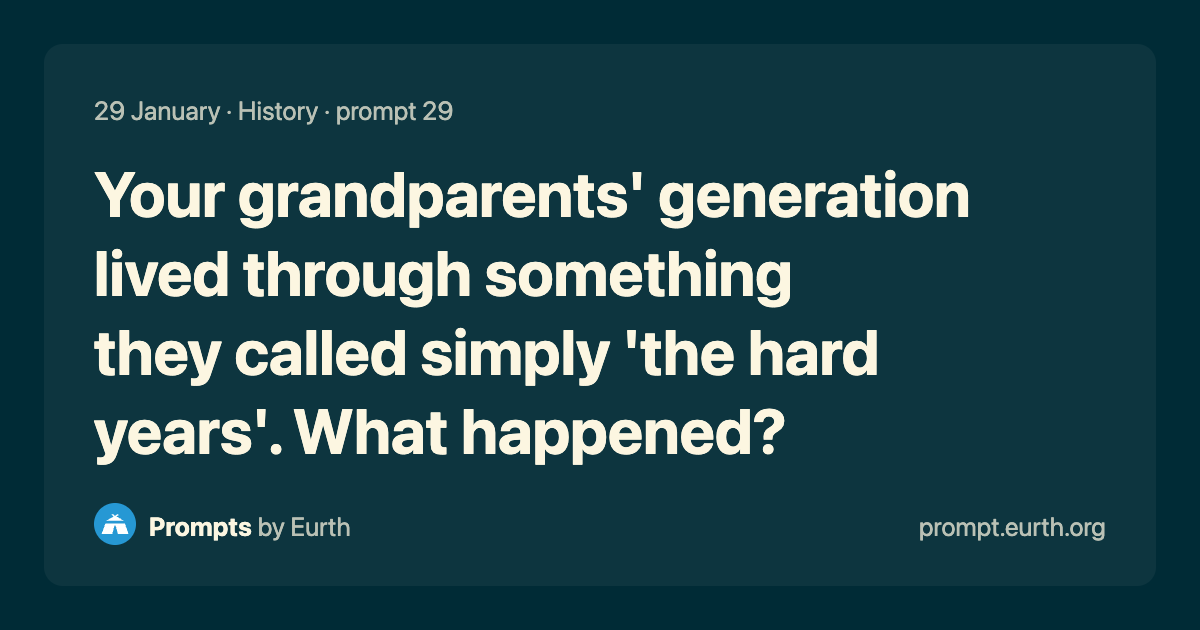 29 January · History · prompt 29
Your grandparents' generation
lived through something
they called simply 'the hard
years'. What happened?
Prompts by Eurth
prompt.eurth.org